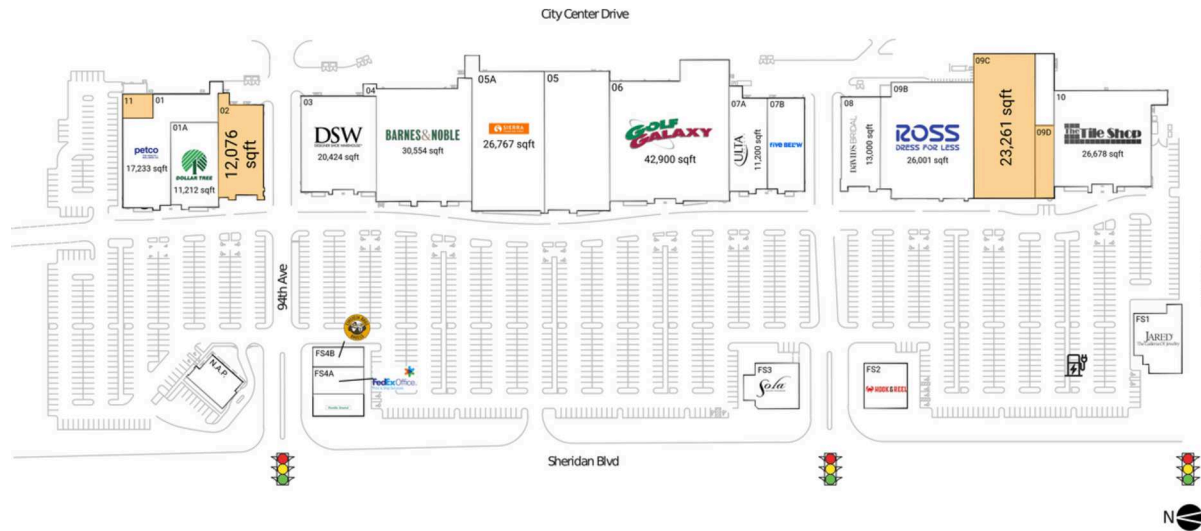 City Center Drive
11
01
petco
17,233 sqft
01A
DOLLAR TREE
11,212 sqft
02
12,076
sqft
03
DSW
DESIGNER SHOE WAREHOUSE
20,424 sqft
04
BARNES&NOBLE
30,554 sqft
05A
SIERRA
26,767 sqft
05
06
GOLF
GALAXY
42,900 sqft
07A
ULTA
11,200 sqft
07B
FIVE BELOW
08
DAVID'S BRIDAL
13,000 sqft
09B
ROSS
DRESS FOR LESS
26,001 sqft
09C
23,261 sqft
09D
10
The Tile Shop
26,678 sqft
94th Ave
N.A.P.
FS4B
FS4A
FedEx Office.
FS3
Sola
FS2
HOOK & REEL
FS1
JARED
Sheridan Blvd
N